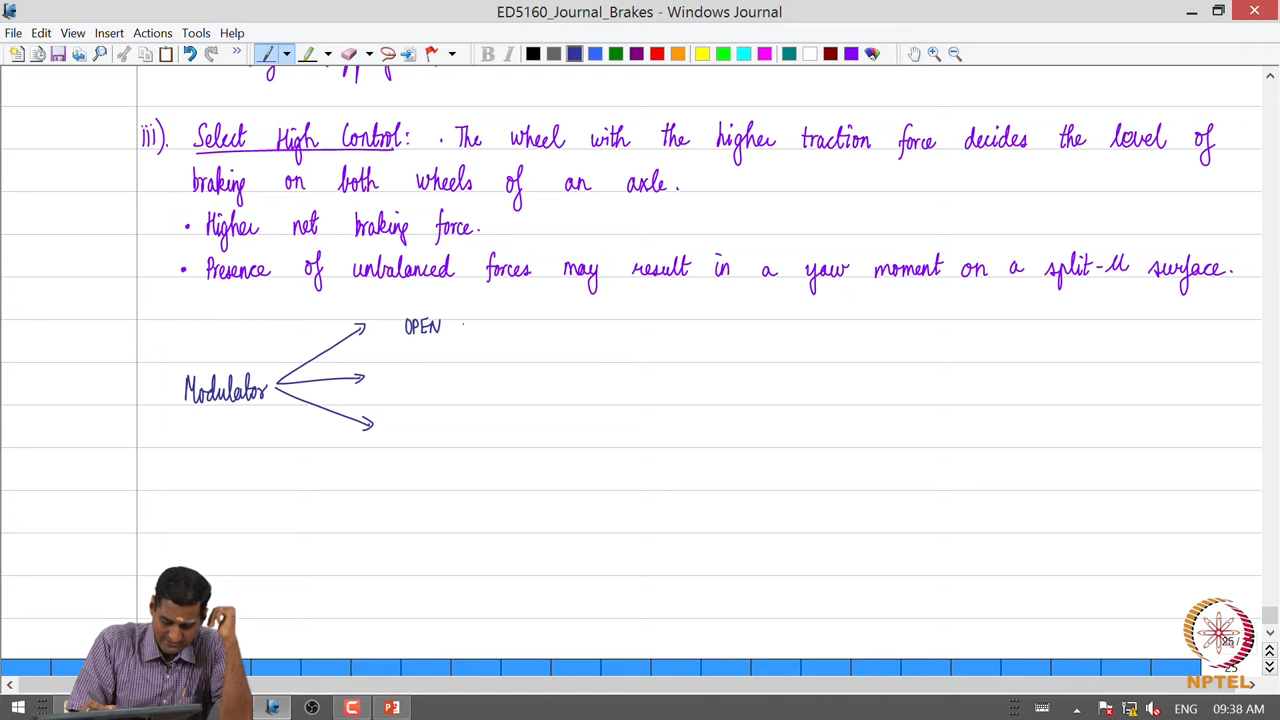 ED5160_Journal_Brakes - Windows Journal
File Edit View Insert Actions Tools Help
iii). Select High Control: • The wheel with the higher traction force decides the level of
braking on both wheels of an axle.
• Higher net braking force.
• Presence of unbalanced forces may result in a yaw moment on a split-μ surface.
OPEN
Modulator
25 /
25
NPTEL
ENG 09:38 AM